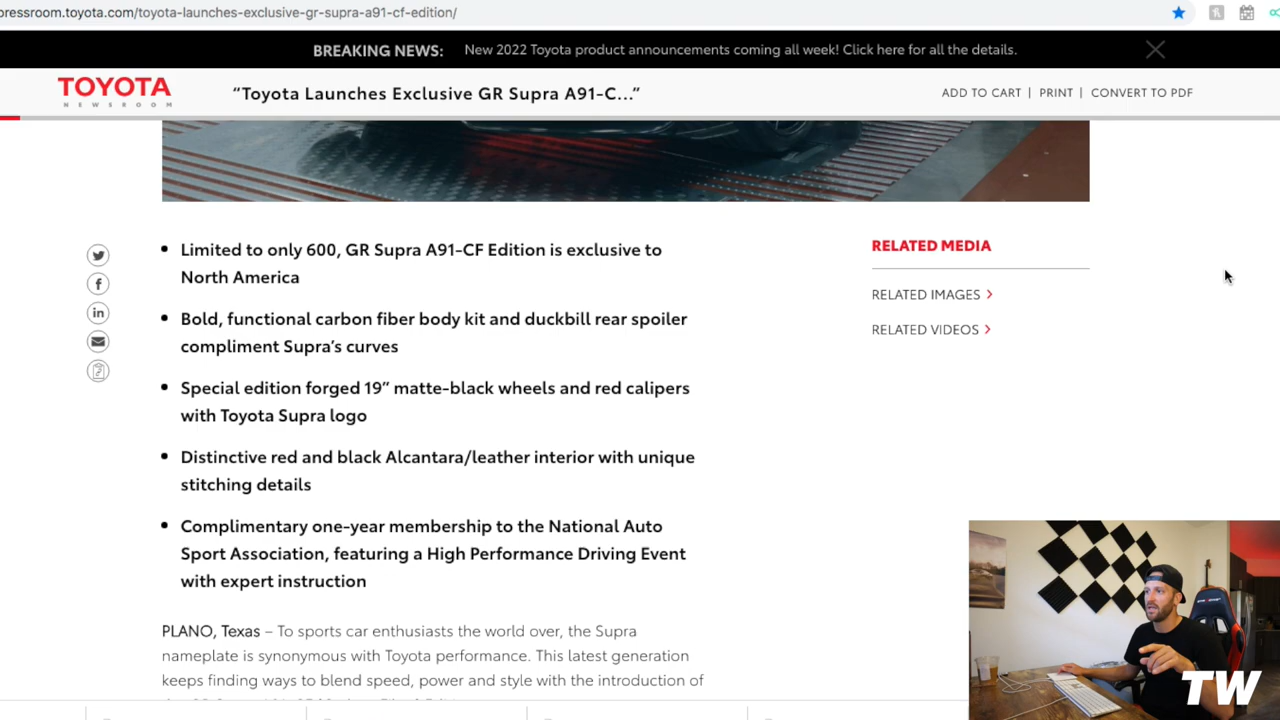 pressroom.toyota.com/toyota-launches-exclusive-gr-supra-a91-cf-edition/
BREAKING NEWS: New 2022 Toyota product announcements coming all week! Click here for all the details.
TOYOTA
NEWSROOM
“Toyota Launches Exclusive GR Supra A91-C...”
ADD TO CART | PRINT | CONVERT TO PDF
Limited to only 600, GR Supra A91-CF Edition is exclusive to
North America
Bold, functional carbon fiber body kit and duckbill rear spoiler
compliment Supra’s curves
Special edition forged 19” matte-black wheels and red calipers
with Toyota Supra logo
Distinctive red and black Alcantara/leather interior with unique
stitching details
Complimentary one-year membership to the National Auto
Sport Association, featuring a High Performance Driving Event
with expert instruction
PLANO, Texas – To sports car enthusiasts the world over, the Supra
nameplate is synonymous with Toyota performance. This latest generation
keeps finding ways to blend speed, power and style with the introduction of
RELATED MEDIA
RELATED IMAGES
RELATED VIDEOS
TW